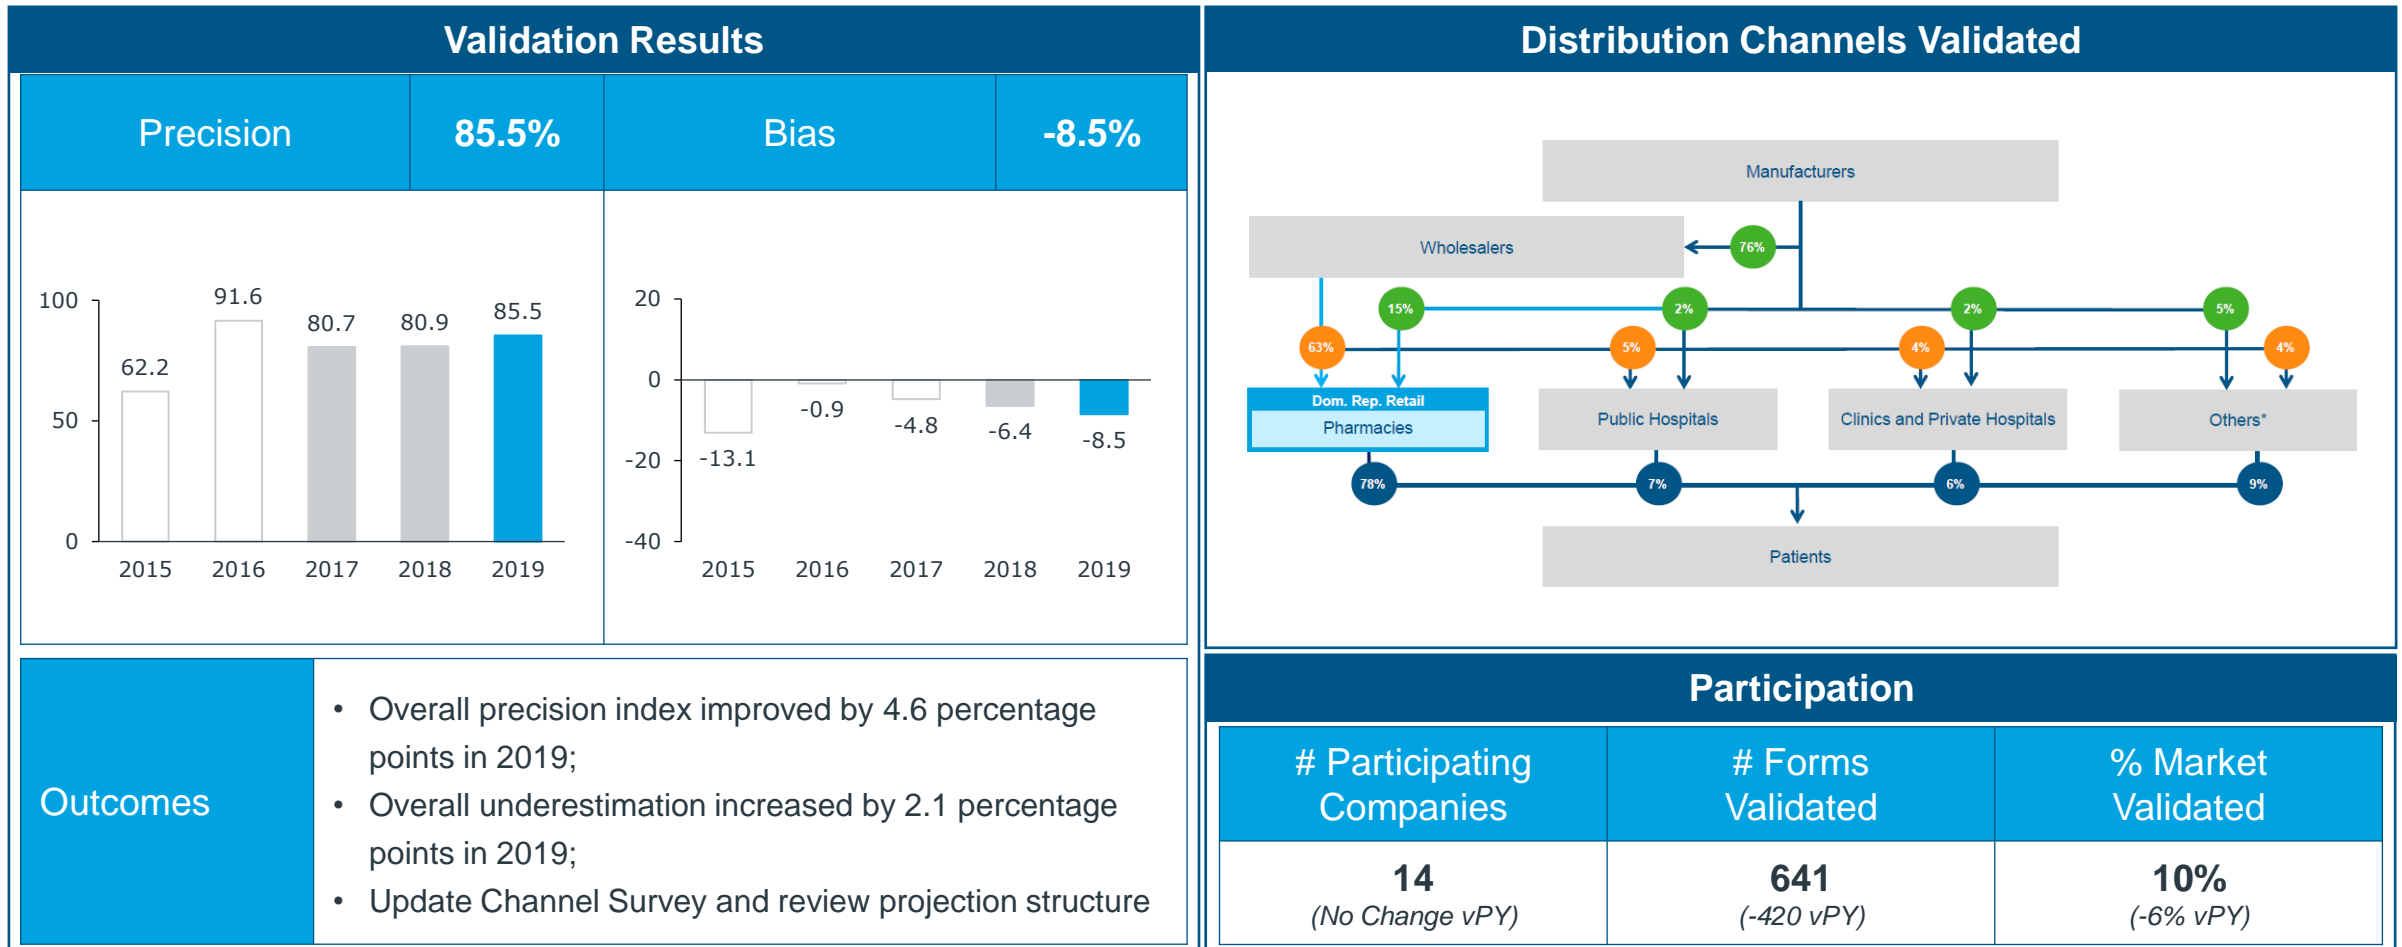 Validation Results
Precision
85.5%
Bias
-8.5%
100
50
0
62.2
91.6
80.7
80.9
85.5
2015
2016
2017
2018
2019
20
0
-20
-40
-13.1
-0.9
-4.8
-6.4
-8.5
2015
2016
2017
2018
2019
Outcomes
• Overall precision index improved by 4.6 percentage
points in 2019;
• Overall underestimation increased by 2.1 percentage
points in 2019;
• Update Channel Survey and review projection structure
Distribution Channels Validated
Manufacturers
Wholesalers
76%
15%
2%
2%
5%
63%
5%
4%
4%
Dom. Rep. Retail
Pharmacies
Public Hospitals
Clinics and Private Hospitals
Others*
78%
7%
6%
9%
Patients
Participation
# Participating
Companies
# Forms
Validated
% Market
Validated
14
(No Change vPY)
641
(-420 vPY)
10%
(-6% vPY)